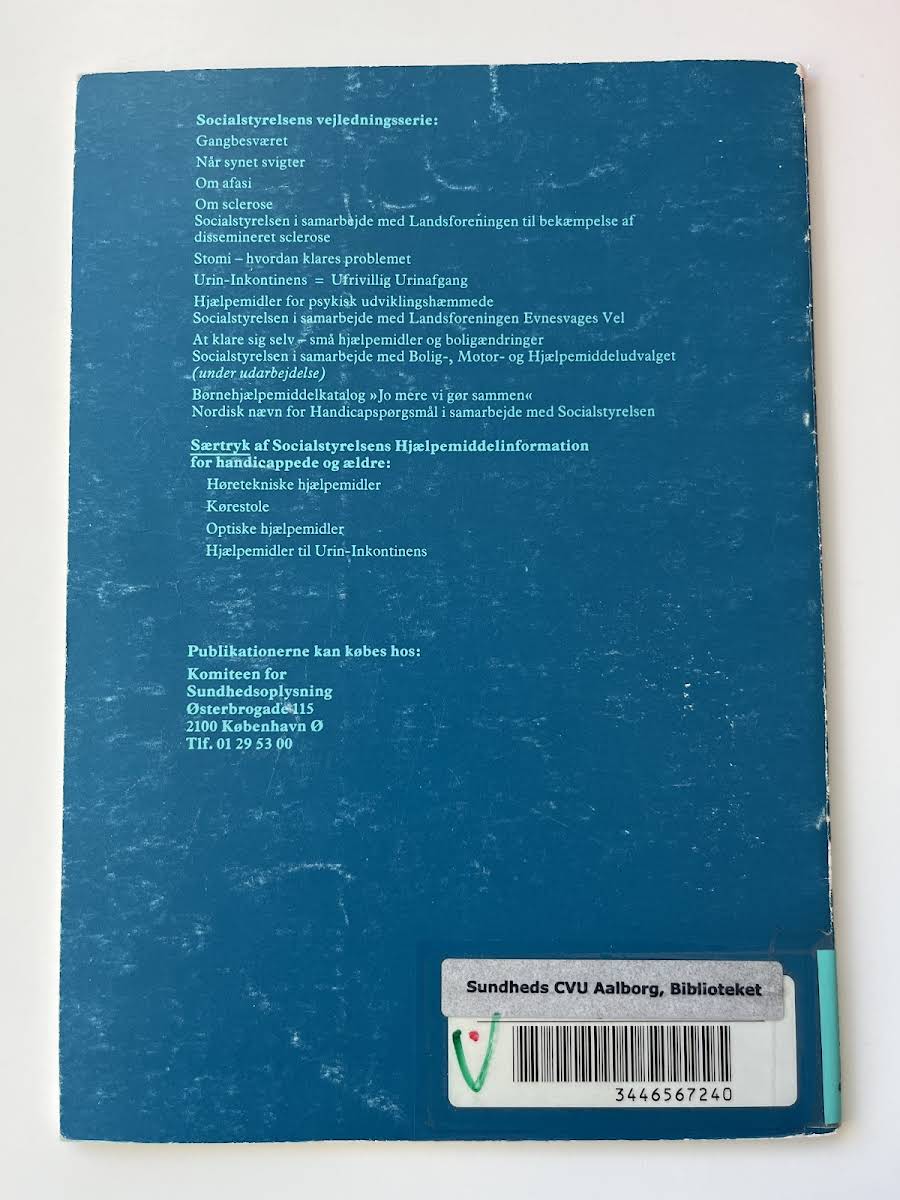 Socialstyrelsens vejledningsserie:
Gangbesværet
Når synet svigter
Om afasi
Om sclerose
Socialstyrelsen i samarbejde med Landsforeningen til bekæmpelse af
dissemineret sclerose
Stomi – hvordan klares problemet
Urin-Inkontinens = Ufrivillig Urinafgang
Hjælpemidler for psykisk udviklingshæmmede
Socialstyrelsen i samarbejde med Landsforeningen Evnesvages Vel
At klare sig selv – små hjælpemidler og boligændringer
Socialstyrelsen i samarbejde med Bolig-, Motor- og Hjælpemiddeludvalget
(under udarbejdelse)
Børnehjælpemiddelkatalog »Jo mere vi gør sammen«
Nordisk nævn for Handicapspørgsmål i samarbejde med Socialstyrelsen
Særtryk af Socialstyrelsens Hjælpemiddelinformation
for handicappede og ældre:
Høretekniske hjælpemidler
Kørestole
Optiske hjælpemidler
Hjælpemidler til Urin-Inkontinens
Publikationerne kan købes hos:
Komiteen for
Sundhedsoplysning
Østerbrogade 115
2100 København Ø
Tlf. 01 29 53 00
Sundheds CVU Aalborg, Biblioteket
3446567240